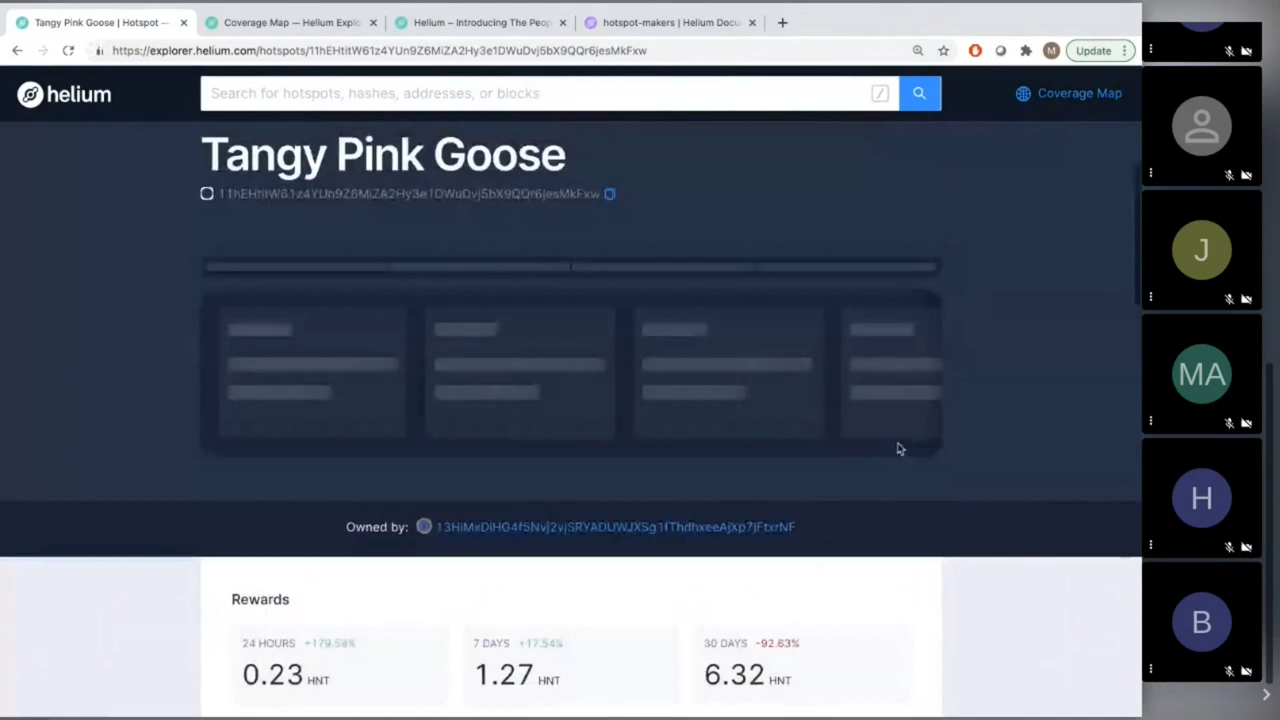 Tangy Pink Goose | Hotspot —
Coverage Map — Helium Explo
Helium – Introducing The Peop
hotspot-makers | Helium Docu
https://explorer.helium.com/hotspots/11hEHtitW61z4YUn9Z6MiZA2Hy3e1DWuDvj5bX9QQr6jesMkFxw
M
Update
helium
Search for hotspots, hashes, addresses, or blocks
/
Coverage Map
Tangy Pink Goose
11hEHtitW61z4YUn9Z6MiZA2Hy3e1DWuDvj5bX9QQr6jesMkFxw
Owned by:
Rewards
24 HOURS +179.58%
0.23 HNT
7 DAYS +17.54%
1.27 HNT
30 DAYS -92.63%
6.32 HNT
J
MA
H
B